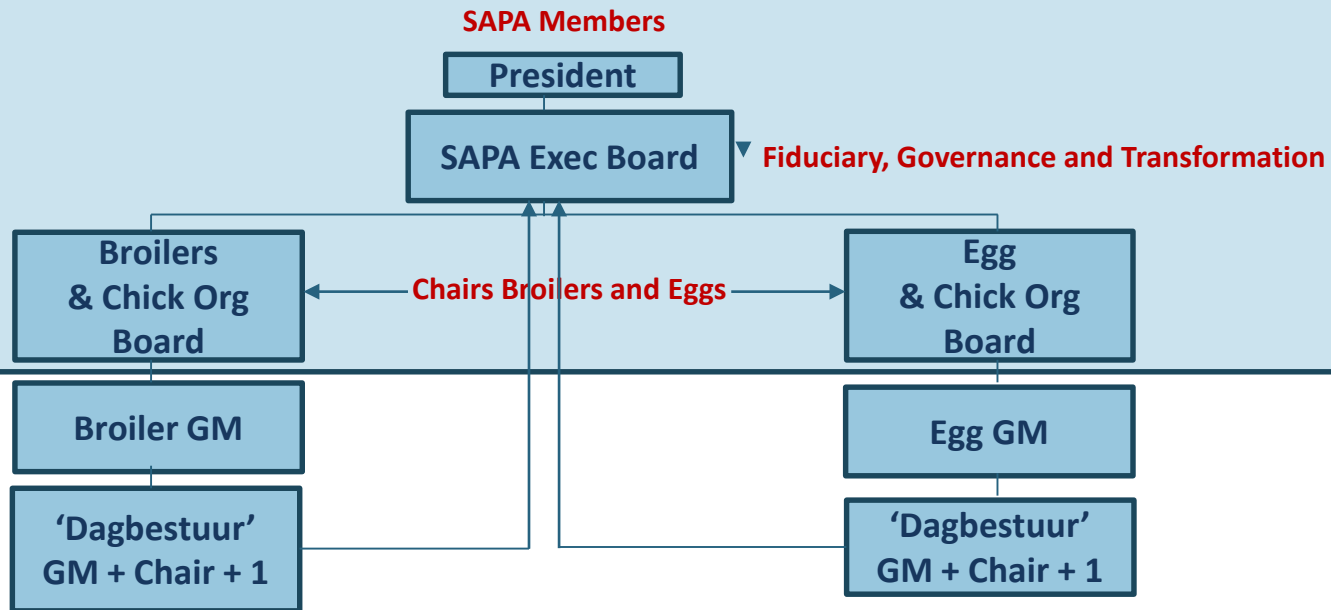 SAPA Members
President
SAPA Exec Board
Fiduciary, Governance and Transformation
Broilers
& Chick Org
Board
Chairs Broilers and Eggs
Egg
& Chick Org
Board
Broiler GM
Egg GM
‘Dagbestuur’
GM + Chair + 1
‘Dagbestuur’
GM + Chair + 1